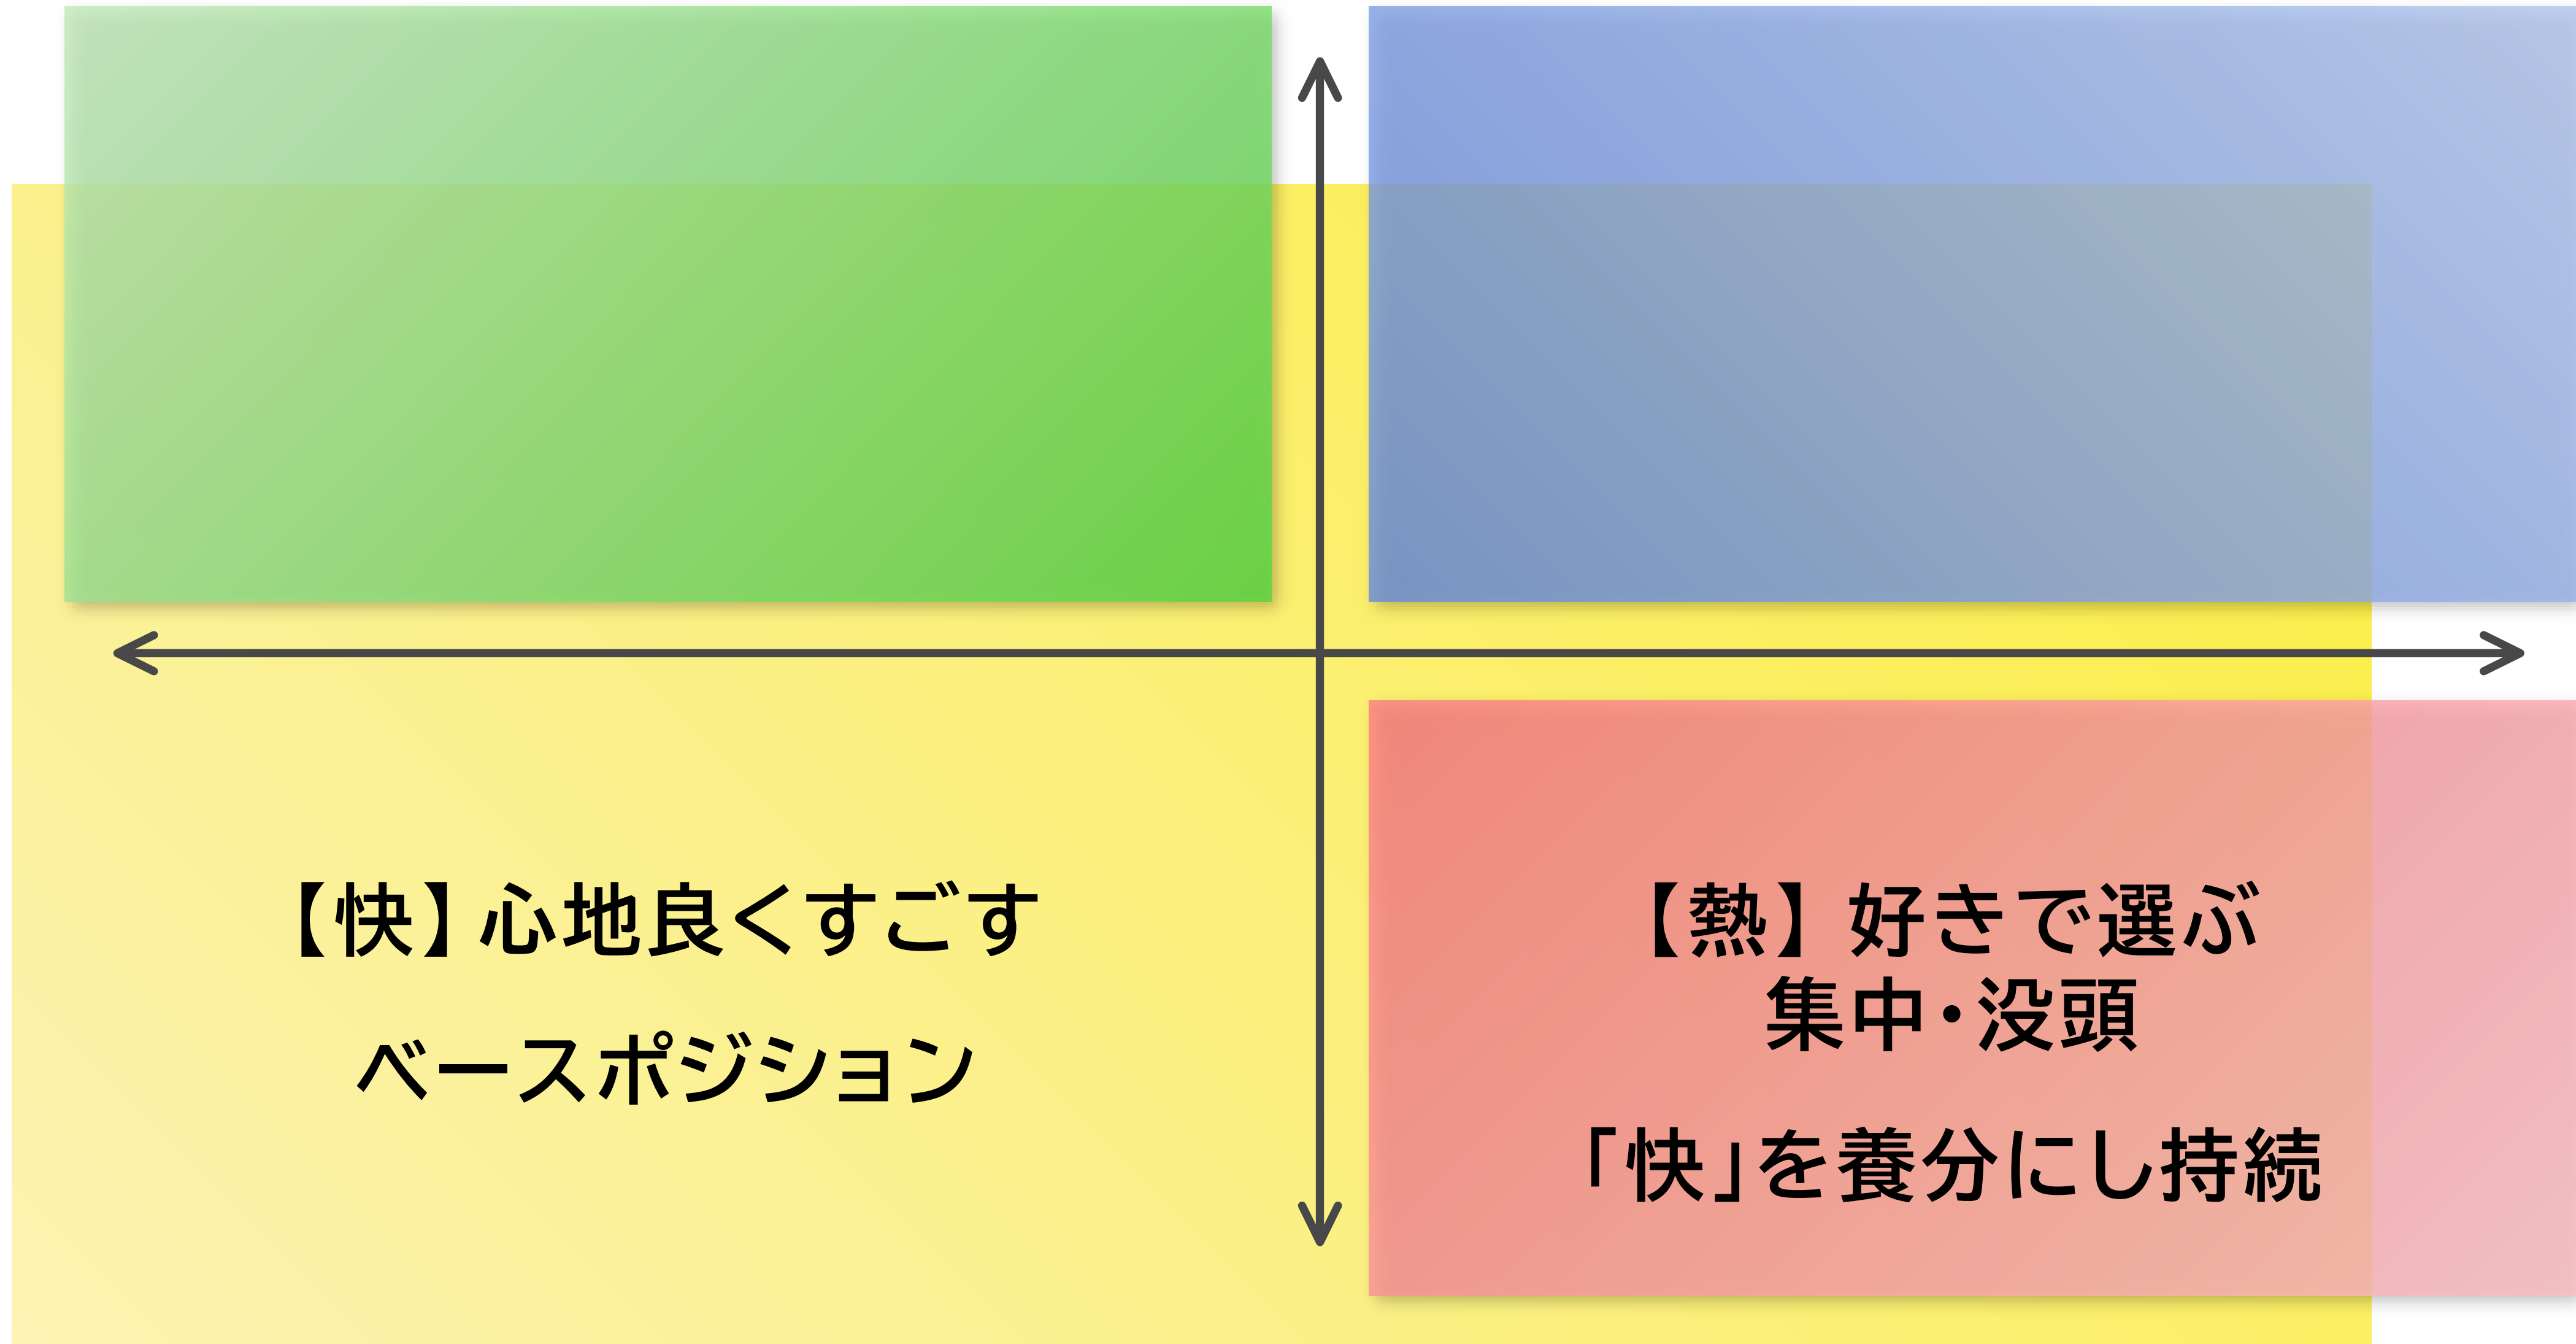 【快】心地良くすごす
ベースポジション
【熱】好きで選ぶ
集中・没頭
「快」を養分にし持続